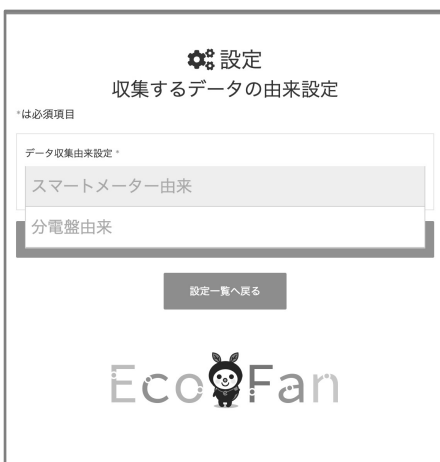 設定
収集するデータの由来設定
*は必須項目
データ収集由来設定 *
スマートメーター由来
分電盤由来
設定一覧へ戻る
EcoFan